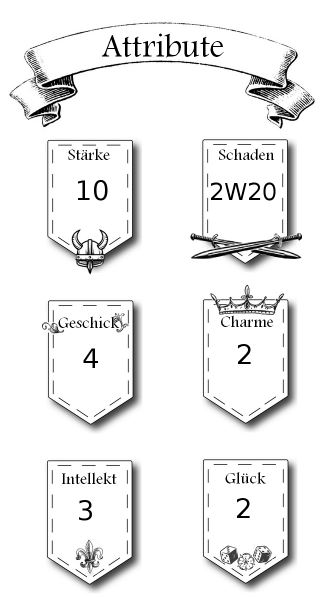 Attribute
Stärke
10
Schaden
2W20
Geschick
4
Charme
2
Intellekt
3
Glück
2